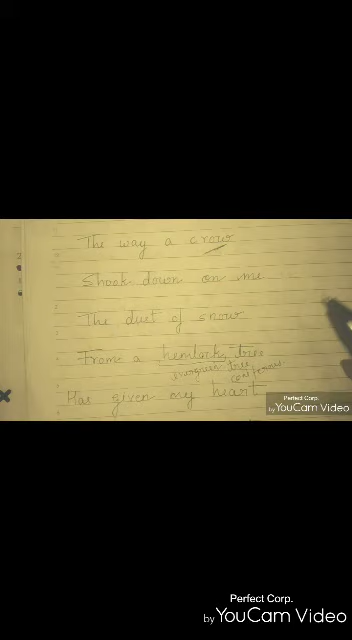 The way a crow
Shook down on me
The dust of snow
From a hemlock tree
evergreen tree
coniferous.
Has given my heart
Perfect Corp.
by YouCam Video
Perfect Corp.
by YouCam Video